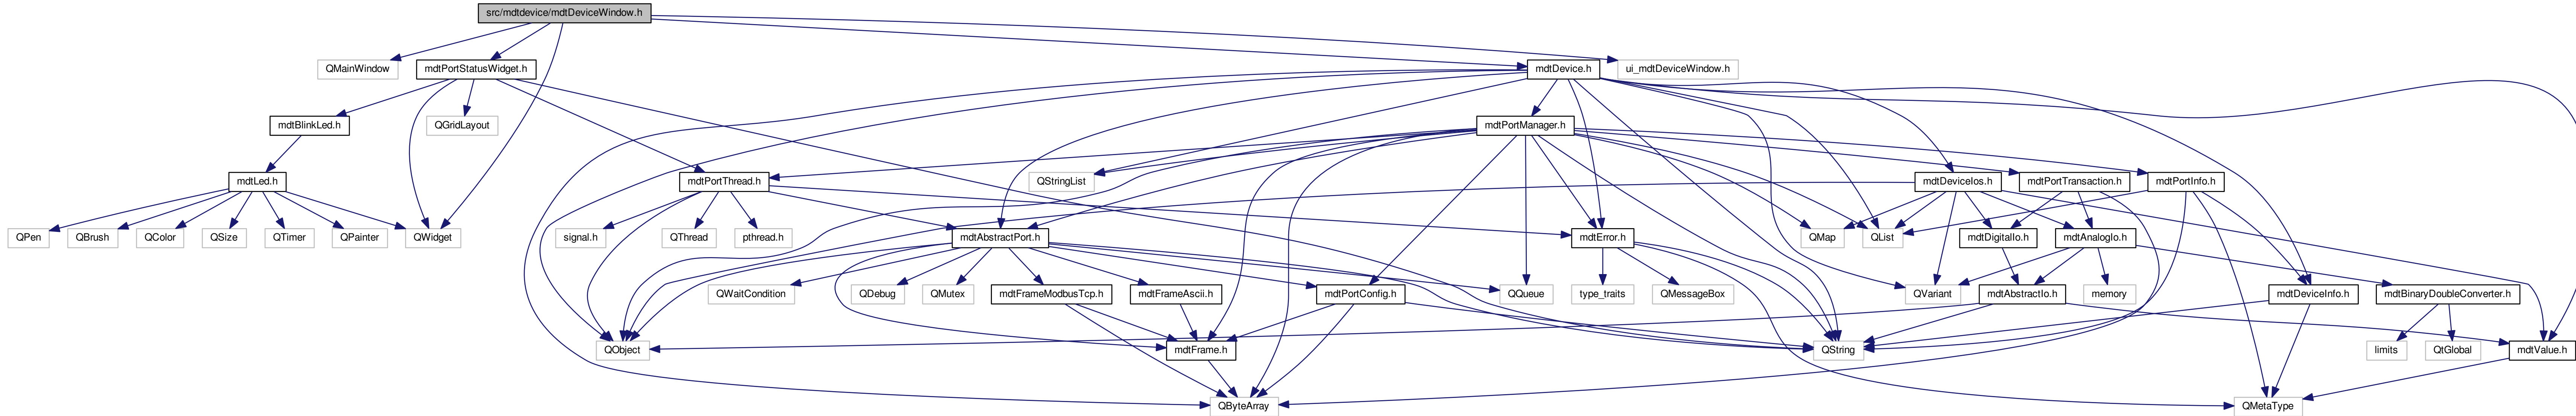 src/mdtdevice/mdtDeviceWindow.h
QMainWindow
mdtPortStatusWidget.h
mdtDevice.h
ui_mdtDeviceWindow.h
mdtBlinkLed.h
QGridLayout
mdtPortManager.h
mdtLed.h
mdtPortThread.h
QStringList
mdtDeviceIos.h
mdtPortTransaction.h
mdtPortInfo.h
QPen
QBrush
QColor
QSize
QTimer
QPainter
QWidget
signal.h
QThread
pthread.h
mdtAbstractPort.h
mdtError.h
QMap
QList
mdtDigitalIo.h
mdtAnalogIo.h
QWaitCondition
QDebug
QMutex
mdtFrameModbusTcp.h
mdtFrameAscii.h
mdtPortConfig.h
QQueue
type_traits
QMessageBox
QVariant
mdtAbstractIo.h
memory
mdtDeviceInfo.h
mdtBinaryDoubleConverter.h
QObject
mdtFrame.h
QString
limits
QtGlobal
mdtValue.h
QByteArray
QMetaType